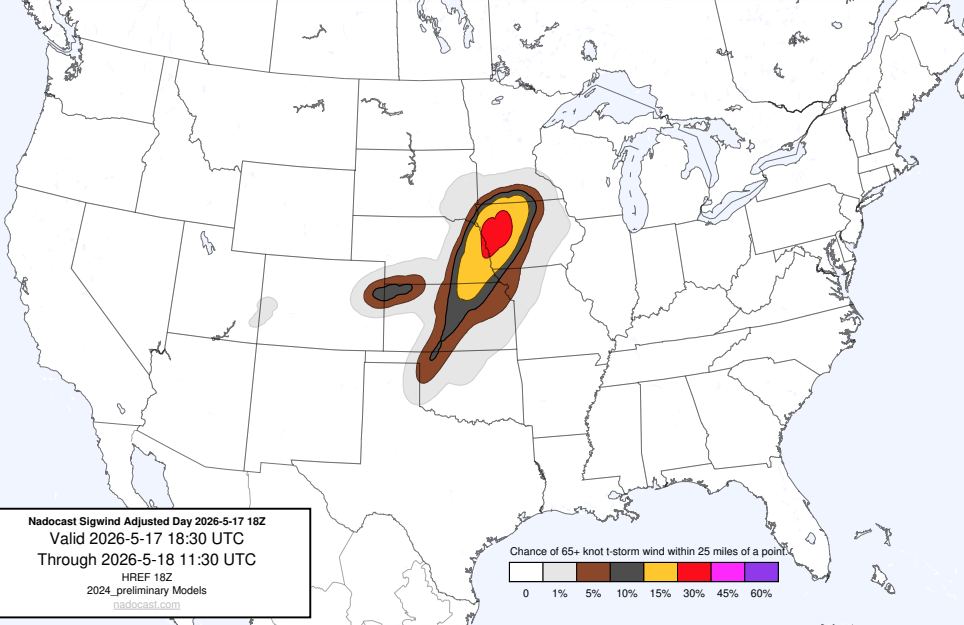 Chance of 65+ knot t-storm wind within 25 miles of a point.
0 1% 5% 10% 15% 30% 45% 60%
Nadocast Sigwind Adjusted Day 2026-5-17 18Z
Valid 2026-5-17 18:30 UTC
Through 2026-5-18 11:30 UTC
HREF 18Z
2024_preliminary Models
nadocast.com